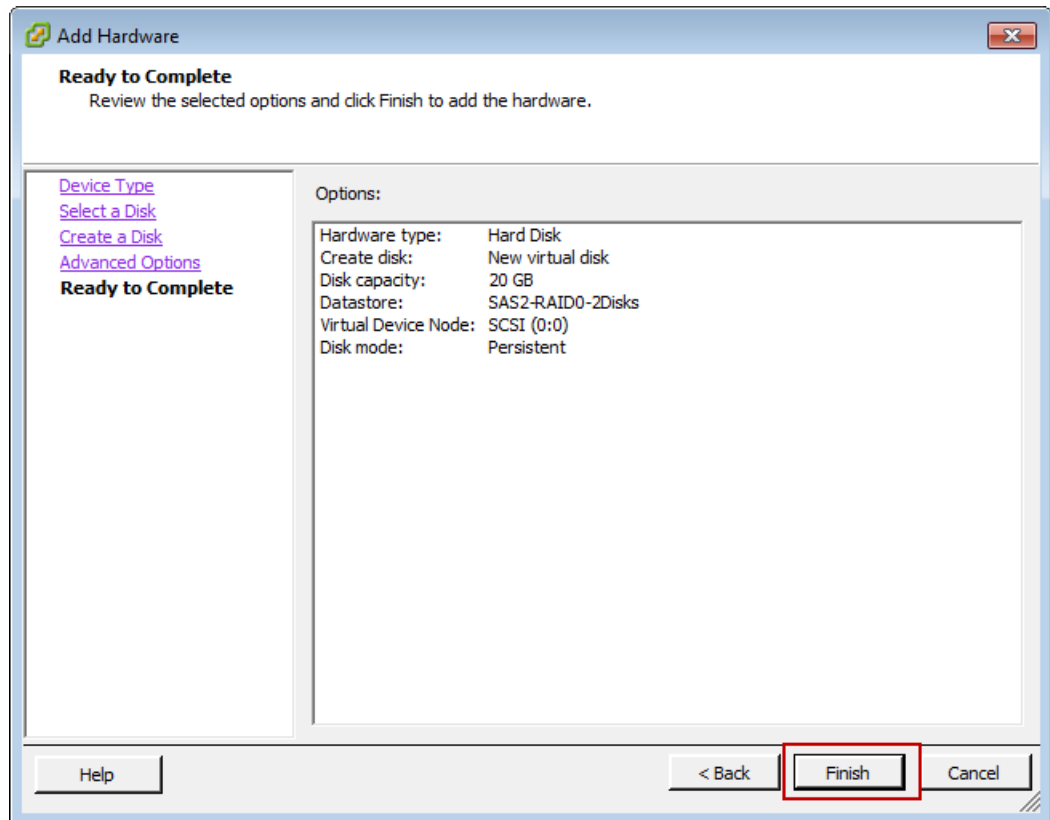 Add Hardware
Ready to Complete
Review the selected options and click Finish to add the hardware.
Device Type
Select a Disk
Create a Disk
Advanced Options
Ready to Complete
Options:
Hardware type: Hard Disk
Create disk: New virtual disk
Disk capacity: 20 GB
Datastore: SAS2-RAID0-2Disks
Virtual Device Node: SCSI (0:0)
Disk mode: Persistent
Help
< Back
Finish
Cancel